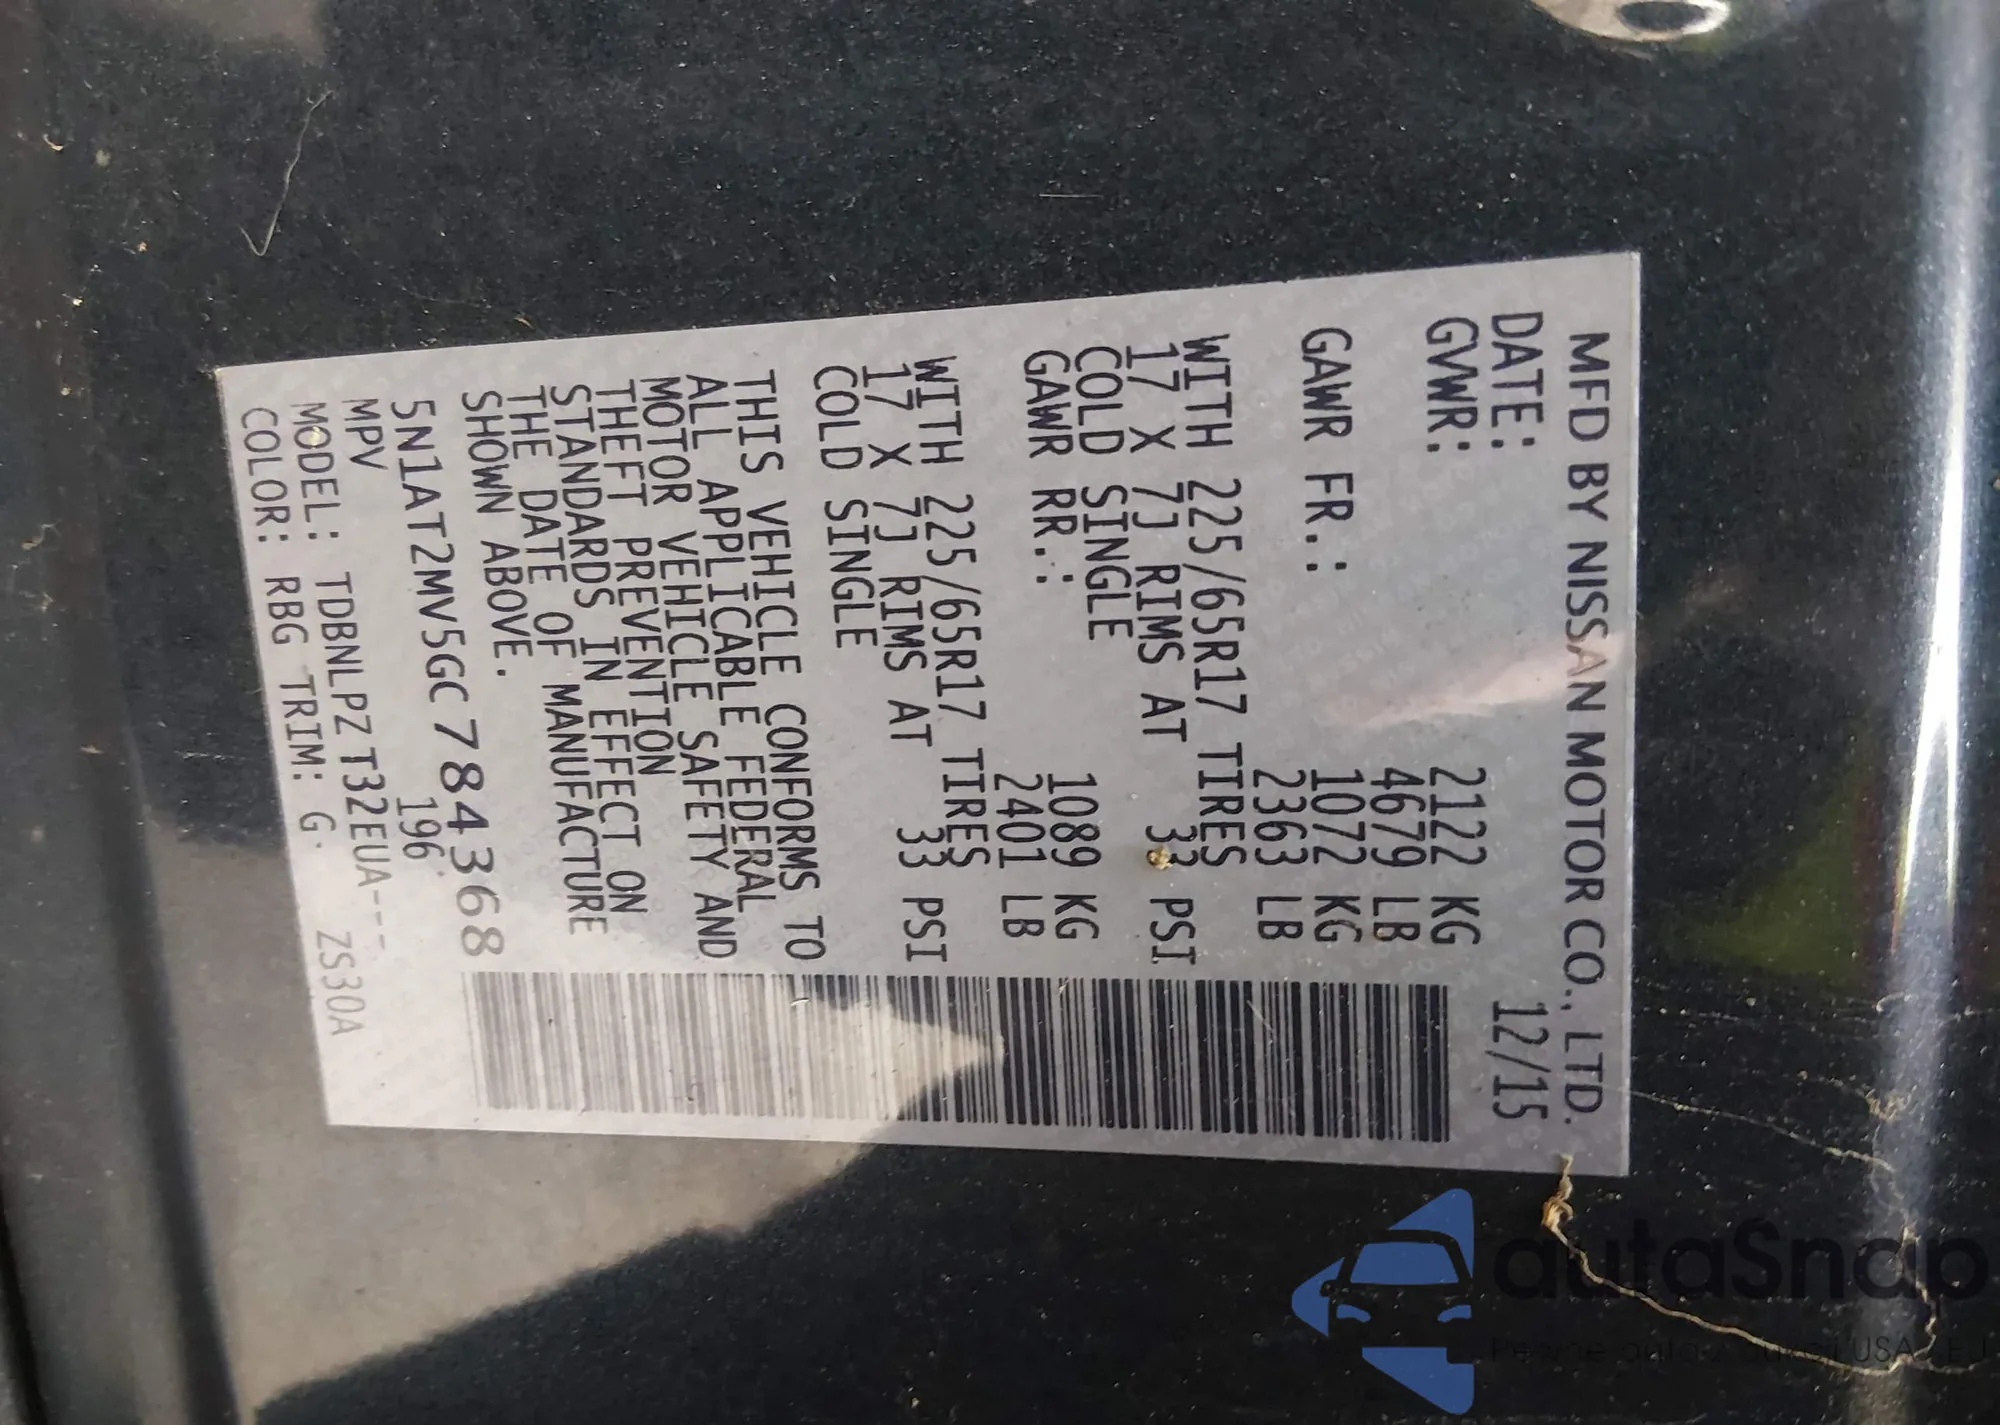 MFD BY NISSAN MOTOR CO., LTD.
DATE: 12/15
GVWR: 2122 KG
4679 LB
GAWR FR.: 1072 KG
2363 LB
WITH 225/65R17 TIRES
17 X 7J RIMS AT 33 PSI
COLD SINGLE
GAWR RR.: 1089 KG
2401 LB
WITH 225/65R17 TIRES
17 X 7J RIMS AT 33 PSI
COLD SINGLE
THIS VEHICLE CONFORMS TO
ALL APPLICABLE FEDERAL
MOTOR VEHICLE SAFETY AND
THEFT PREVENTION
STANDARDS IN EFFECT ON
THE DATE OF MANUFACTURE
SHOWN ABOVE.
5N1AT2MV5GC784368
MPV 196
MODEL: TDBNLPZ T32EUA---
COLOR: RBG TRIM: G ZS30A
autaSnap